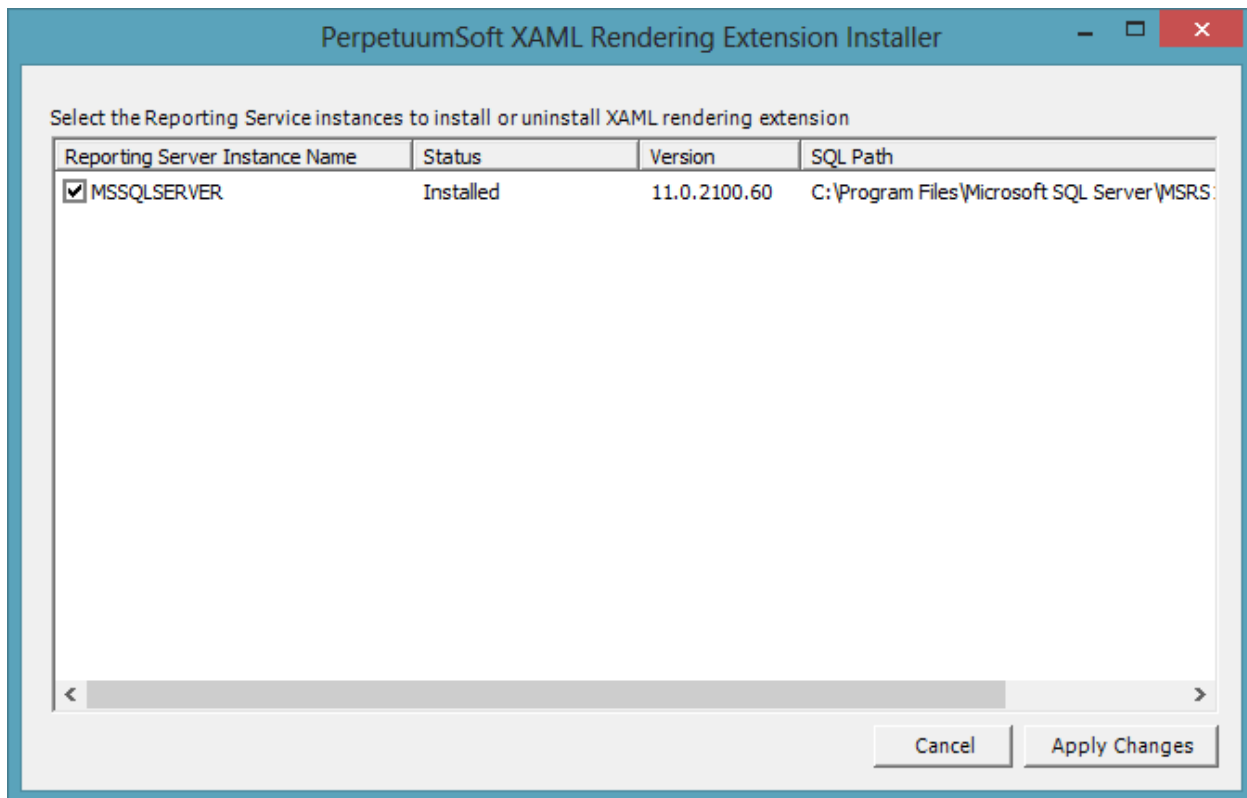 PerpetuumSoft XAML Rendering Extension Installer
Select the Reporting Service instances to install or uninstall XAML rendering extension
Reporting Server Instance Name Status Version SQL Path
MSSQLSERVER Installed 11.0.2100.60 C:\Program Files\Microsoft SQL Server\MSRS
Cancel Apply Changes